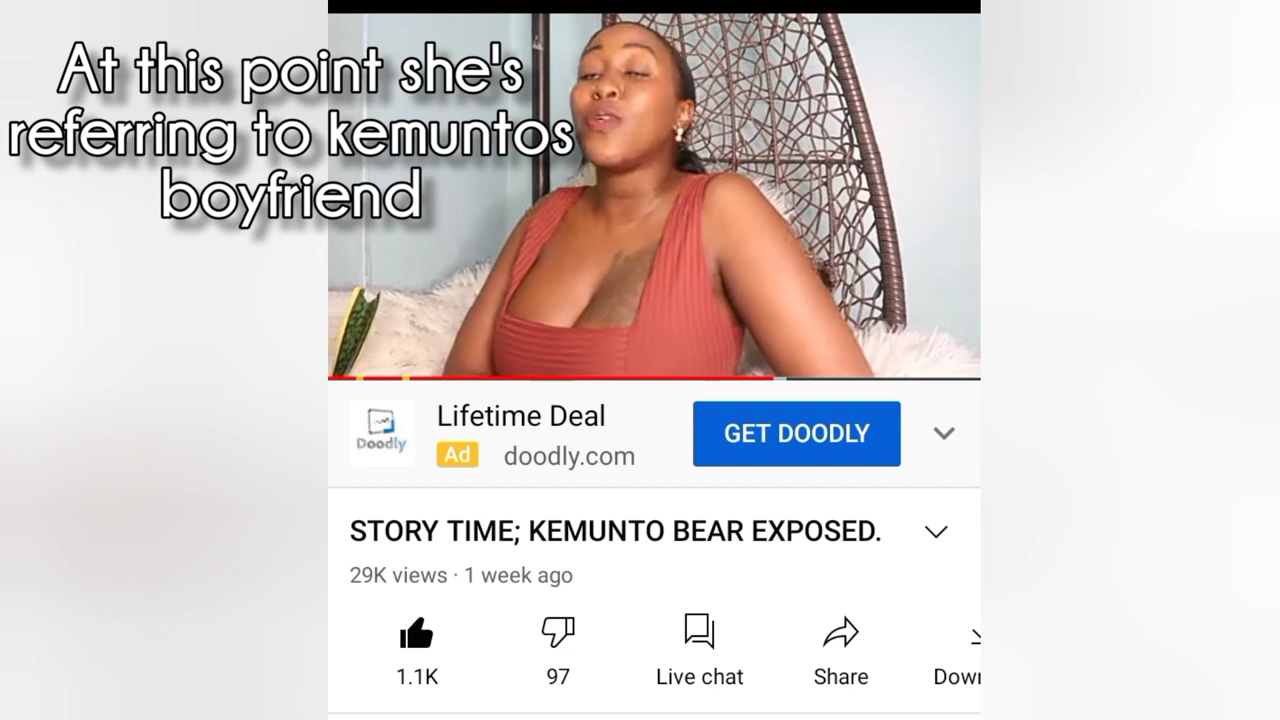 At this point she's
referring to kemuntos
boyfriend
Doodly
Lifetime Deal
Ad doodly.com
GET DOODLY
STORY TIME; KEMUNTO BEAR EXPOSED.
29K views · 1 week ago
1.1K 97 Live chat Share Down